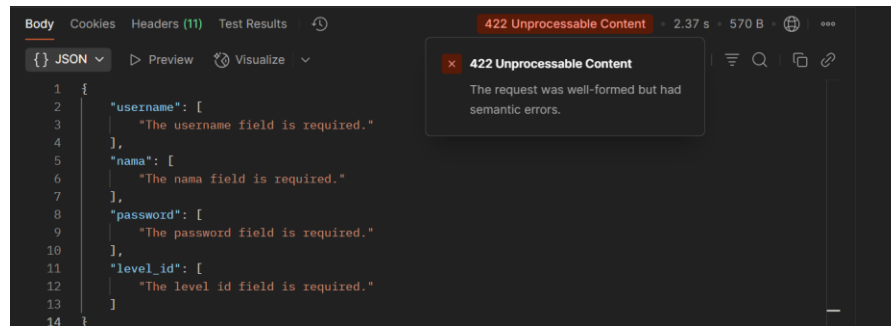 Body Cookies Headers (11) Test Results 422 Unprocessable Content • 2.37 s • 570 B •
{} JSON Preview Visualize
422 Unprocessable Content
The request was well-formed but had
semantic errors.
1 {
2 "username": [
3 "The username field is required."
4 ],
5 "nama": [
6 "The nama field is required."
7 ],
8 "password": [
9 "The password field is required."
10 ],
11 "level_id": [
12 "The level id field is required."
13 ]
14 }